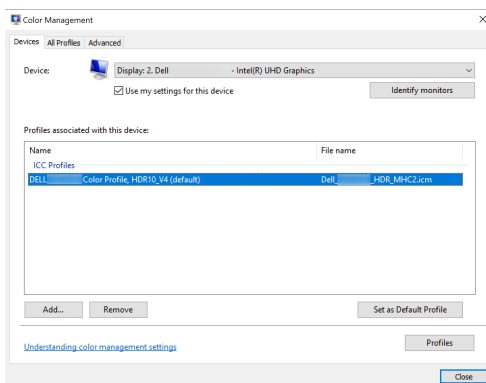 Color Management
Devices All Profiles Advanced
Device: Display: 2. Dell - Intel(R) UHD Graphics
Use my settings for this device Identify monitors
Profiles associated with this device:
Name File name
ICC Profiles
DELL Color Profile, HDR10_V4 (default) Dell_ _HDR_MHC2.icm
Add... Remove Set as Default Profile
Understanding color management settings Profiles
Close